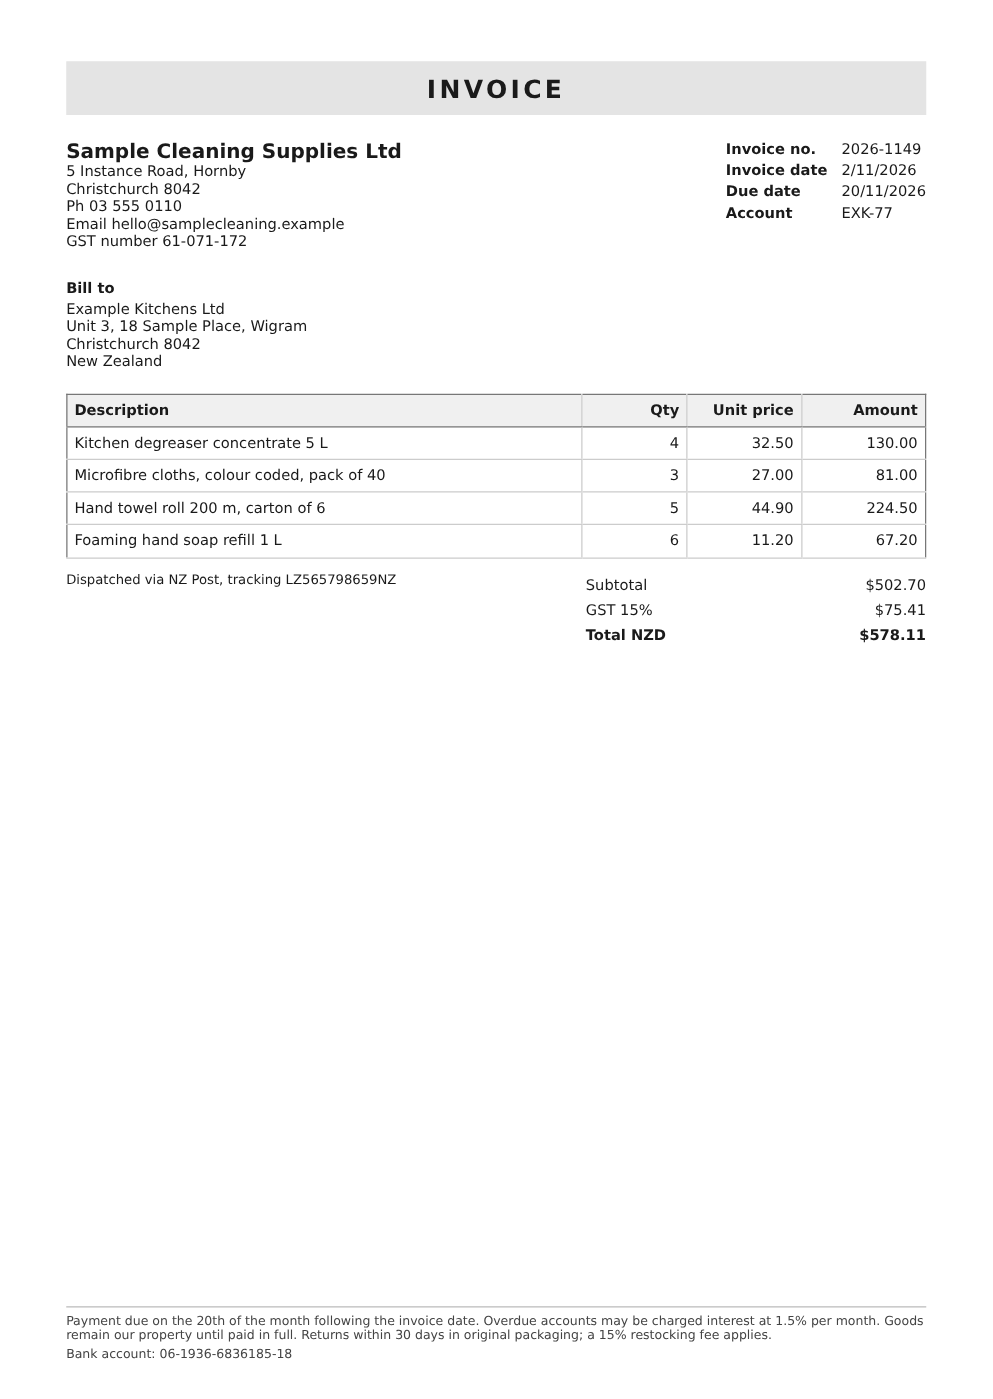 INVOICE
Sample Cleaning Supplies Ltd
5 Instance Road, Hornby
Christchurch 8042
Ph 03 555 0110
Email hello@samplecleaning.example
GST number 61-071-172
Invoice no. 2026-1149
Invoice date 2/11/2026
Due date 20/11/2026
Account EXK-77
Bill to
Example Kitchens Ltd
Unit 3, 18 Sample Place, Wigram
Christchurch 8042
New Zealand
Description Qty Unit price Amount
Kitchen degreaser concentrate 5 L 4 32.50 130.00
Microfibre cloths, colour coded, pack of 40 3 27.00 81.00
Hand towel roll 200 m, carton of 6 5 44.90 224.50
Foaming hand soap refill 1 L 6 11.20 67.20
Dispatched via NZ Post, tracking LZ565798659NZ
Subtotal $502.70
GST 15% $75.41
Total NZD $578.11
Payment due on the 20th of the month following the invoice date. Overdue accounts may be charged interest at 1.5% per month. Goods
remain our property until paid in full. Returns within 30 days in original packaging; a 15% restocking fee applies.
Bank account: 06-1936-6836185-18